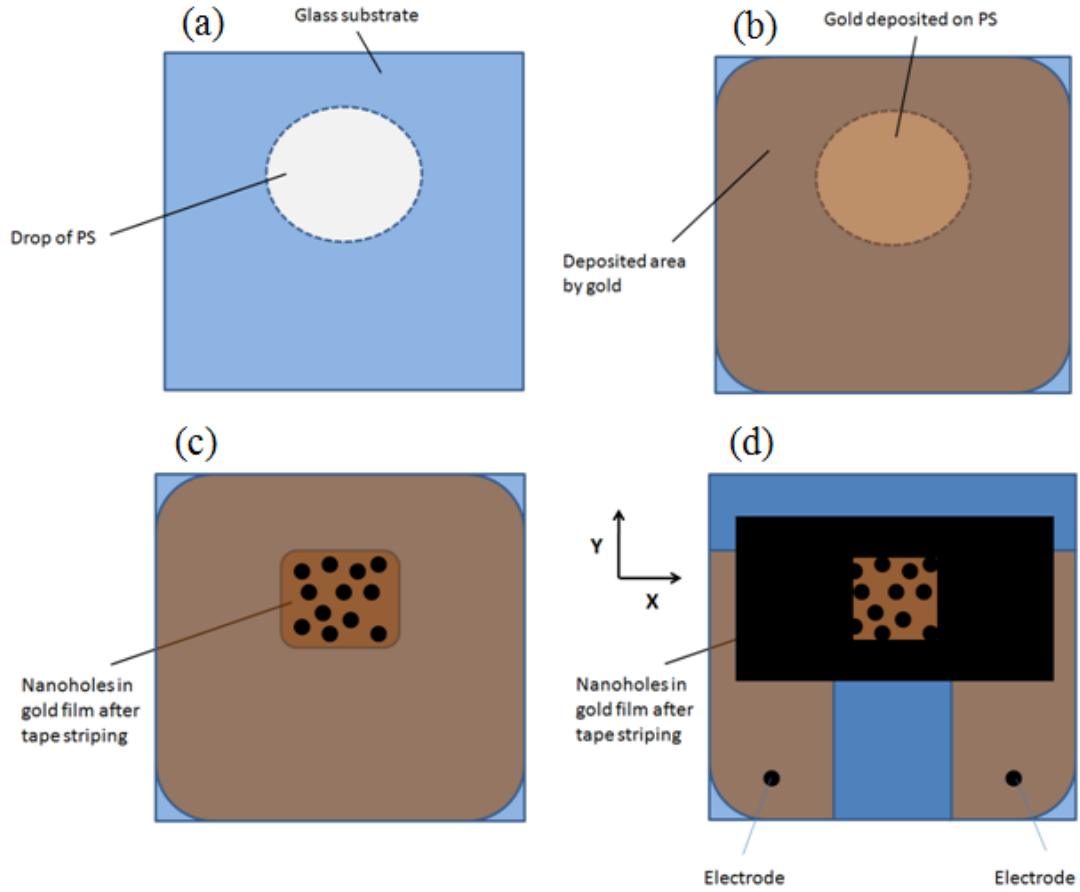 (a)
Glass substrate
Drop of PS
(b)
Gold deposited on PS
Deposited area
by gold
(c)
Nanoholes in
gold film after
tape striping
(d)
Y
X
Nanoholes in
gold film after
tape striping
Electrode
Electrode